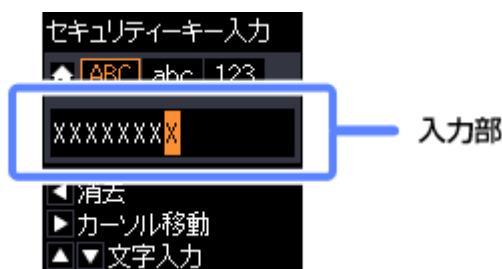 セキュリティーキー入力
ABC abc 123
XXXXXXXX
入力部
◀消去
▶カーソル移動
▲▼文字入力